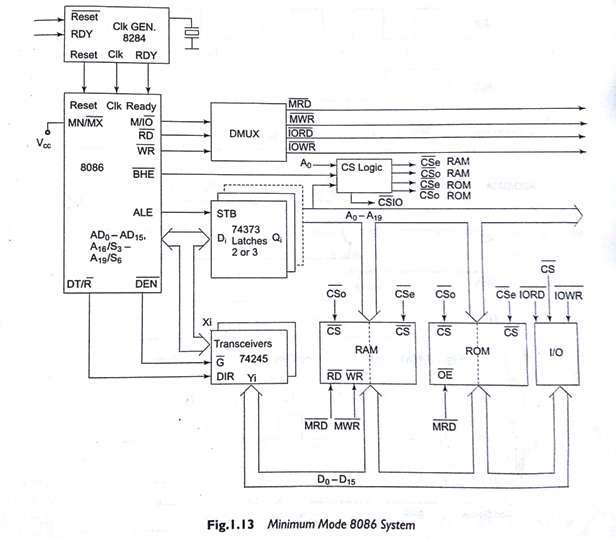 Reset
RDY
Clk GEN.
8284
Reset Clk RDY
Reset Clk Ready
MN/MX
Vcc
8086
M/IO
RD
WR
BHE
ALE
AD0 – AD15,
A16/S3 –
A19/S6
DT/R
DEN
DMUX
MRD
MWR
IORD
IOWR
A0
CS Logic
CSe RAM
CSo RAM
CSe ROM
CSo ROM
CSIO
STB
74373
Di Latches Qi
2 or 3
A0 – A19
Xi
Transceivers
74245
G
DIR Yi
CSo
CSe
CSo
CSe
CS
IORD
IOWR
CS
CS
RAM
RD WR
CS
CS
ROM
OE
I/O
MRD
MWR
MRD
D0 – D15
Fig.1.13 Minimum Mode 8086 System